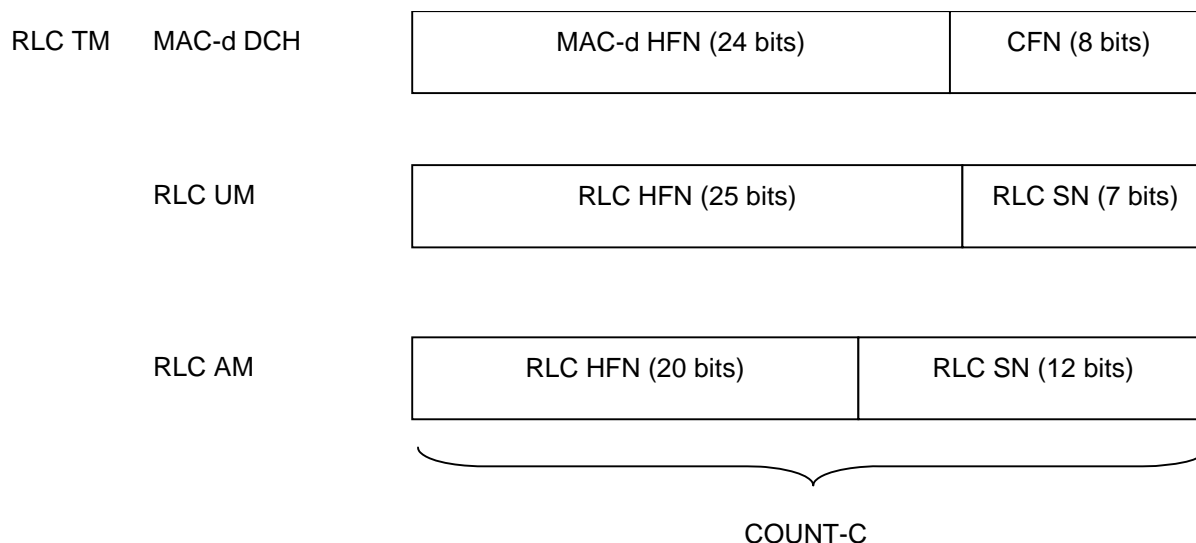 RLC TM MAC-d DCH MAC-d HFN (24 bits) CFN (8 bits)
RLC UM RLC HFN (25 bits) RLC SN (7 bits)
RLC AM RLC HFN (20 bits) RLC SN (12 bits)
COUNT-C